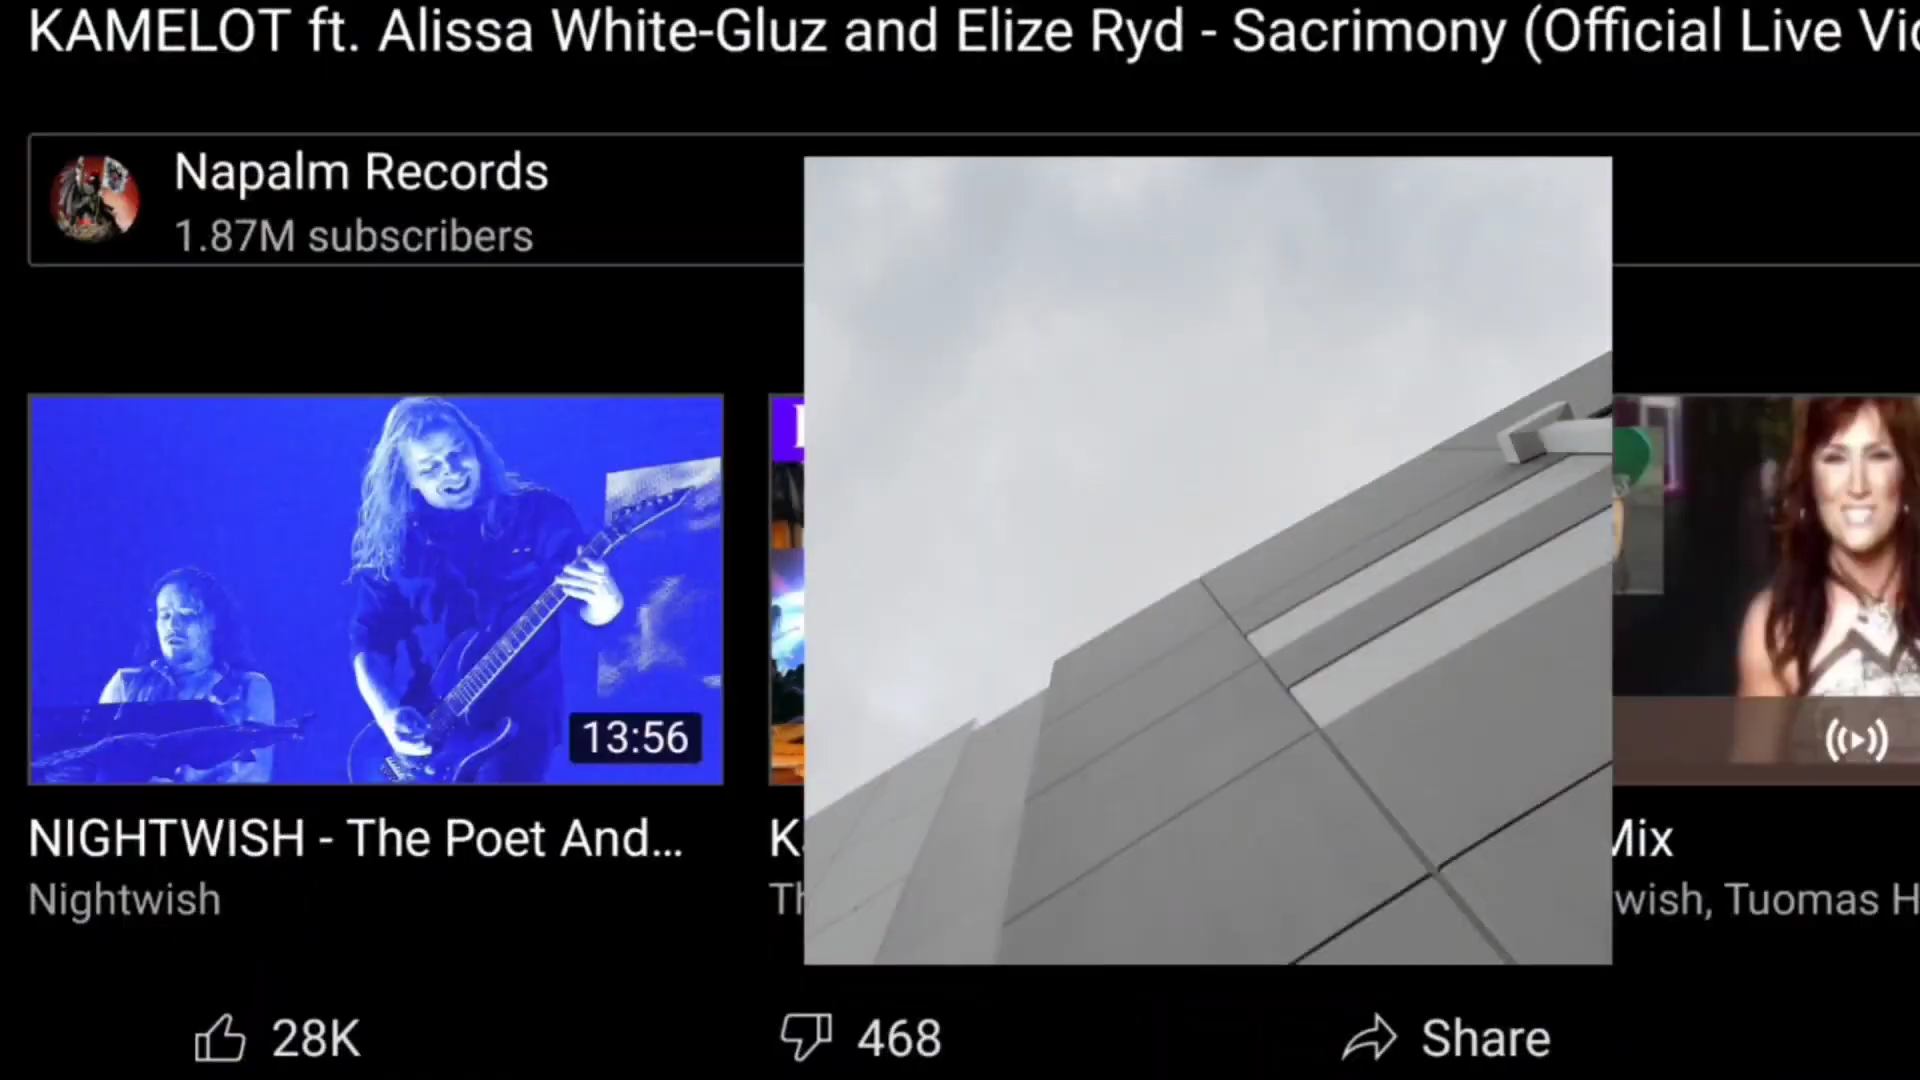 KAMELOT ft. Alissa White-Gluz and Elize Ryd - Sacrimony (Official Live
Napalm Records
1.87M subscribers
13:56
NIGHTWISH - The Poet And...
Nightwish
Mix
wish, Tuomas H
28K
468
Share